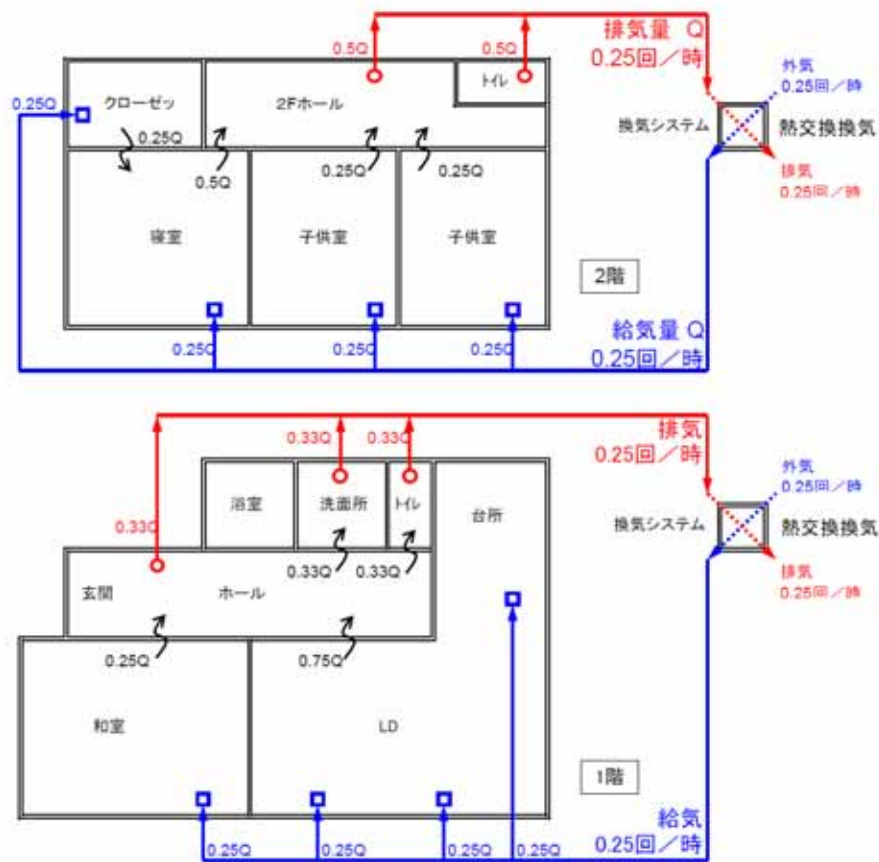 排気量 Q
0.25回／時
0.5Q
0.5Q
外気
0.25回／時
0.25Q
クローゼッ
2Fホール
トイレ
換気システム
熱交換換気
0.25Q
0.5Q
0.25Q
0.25Q
排気
0.25回／時
寝室
子供室
子供室
2階
給気量 Q
0.25回／時
0.25Q
0.25Q
0.25Q
排気
0.25回／時
0.33Q
0.33Q
外気
0.25回／時
浴室
洗面所
トイレ
台所
0.33Q
換気システム
熱交換換気
0.33Q
0.33Q
排気
0.25回／時
玄関
ホール
0.25Q
0.75Q
和室
LD
1階
給気
0.25回／時
0.25Q
0.25Q
0.25Q
0.25Q